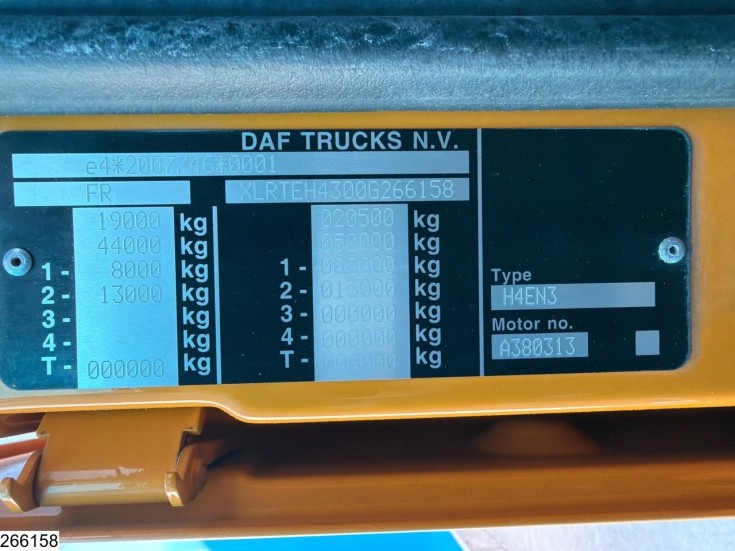 DAF TRUCKS N.V.
e4*2007/46*0001
FR XLRTEH4300G266158
19000 kg 020500 kg
44000 kg kg
1- 8000 kg 1- kg
2- 13000 kg 2- 013000 kg
3- kg 3- 000000 kg
4- kg 4- 000000 kg
T- 000000 kg T- kg
Type
H4EN3
Motor no.
A380313
266158